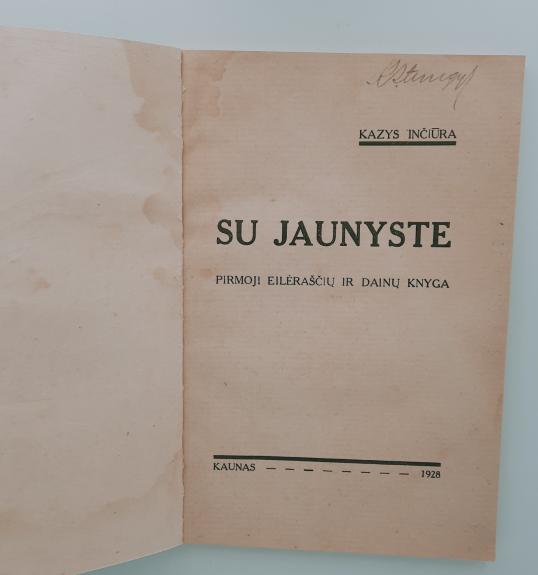 KAZYS INČIŪRA
SU JAUNYSTE
PIRMOJI EILĖRAŠČIŲ IR DAINŲ KNYGA
KAUNAS — — — — — — — — 1928